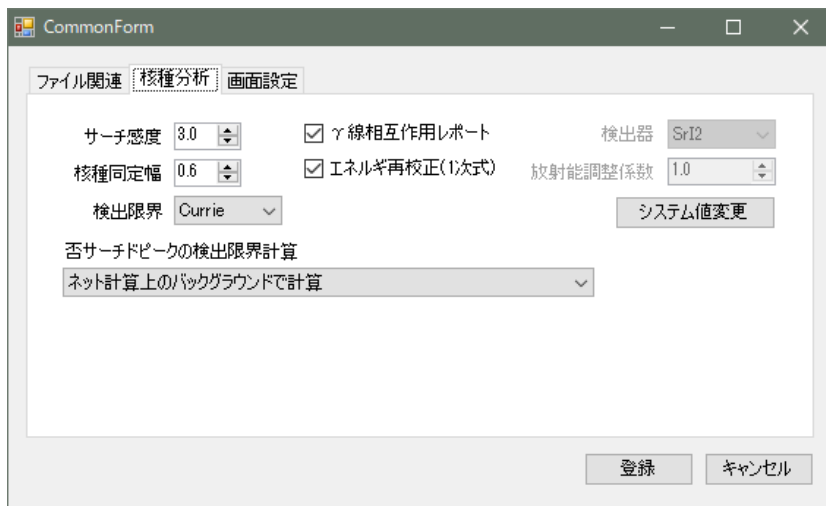 CommonForm
ファイル関連 核種分析 画面設定
サーチ感度 3.0 γ線相互作用レポート 検出器 SrI2
核種同定幅 0.6 エネルギ再校正(1次式) 放射能調整係数 1.0
検出限界 Currie システム値変更
否サーチドピークの検出限界計算
ネット計算上のバックグラウンドで計算
登録 キャンセル